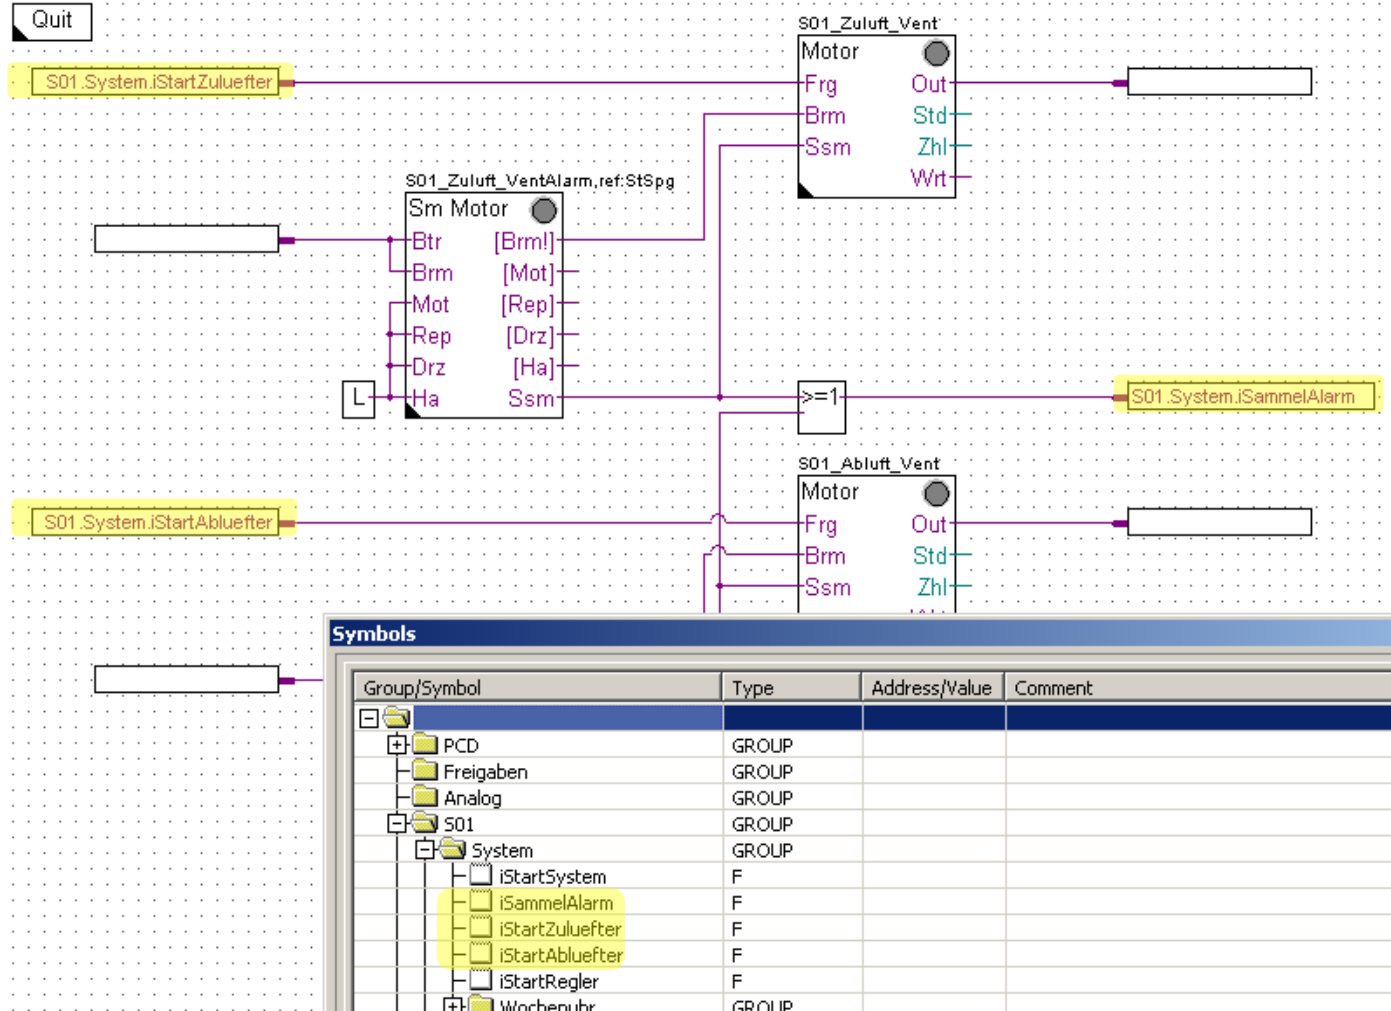 Quit
S01_Zuluft_Vent
Motor
S01.System.iStartZuluefter
Frg Out
Brm Std
Ssm Zhl
Wrt
S01_Zuluft_VentAlarm,ref:StSpg
Sm Motor
Btr [Brm!]
Brm [Mot]
Mot [Rep]
Rep [Drz]
Drz [Ha]
L Ha Ssm
>=1
S01.System.iSammelAlarm
S01_Abluft_Vent
Motor
S01.System.iStartAbluefter
Frg Out
Brm Std
Ssm Zhl
Symbols
Group/Symbol Type Address/Value Comment
PCD GROUP
Freigaben GROUP
Analog GROUP
S01 GROUP
System GROUP
iStartSystem F
iSammelAlarm F
iStartZuluefter F
iStartAbluefter F
iStartRegler F
Wochenuhr GROUP